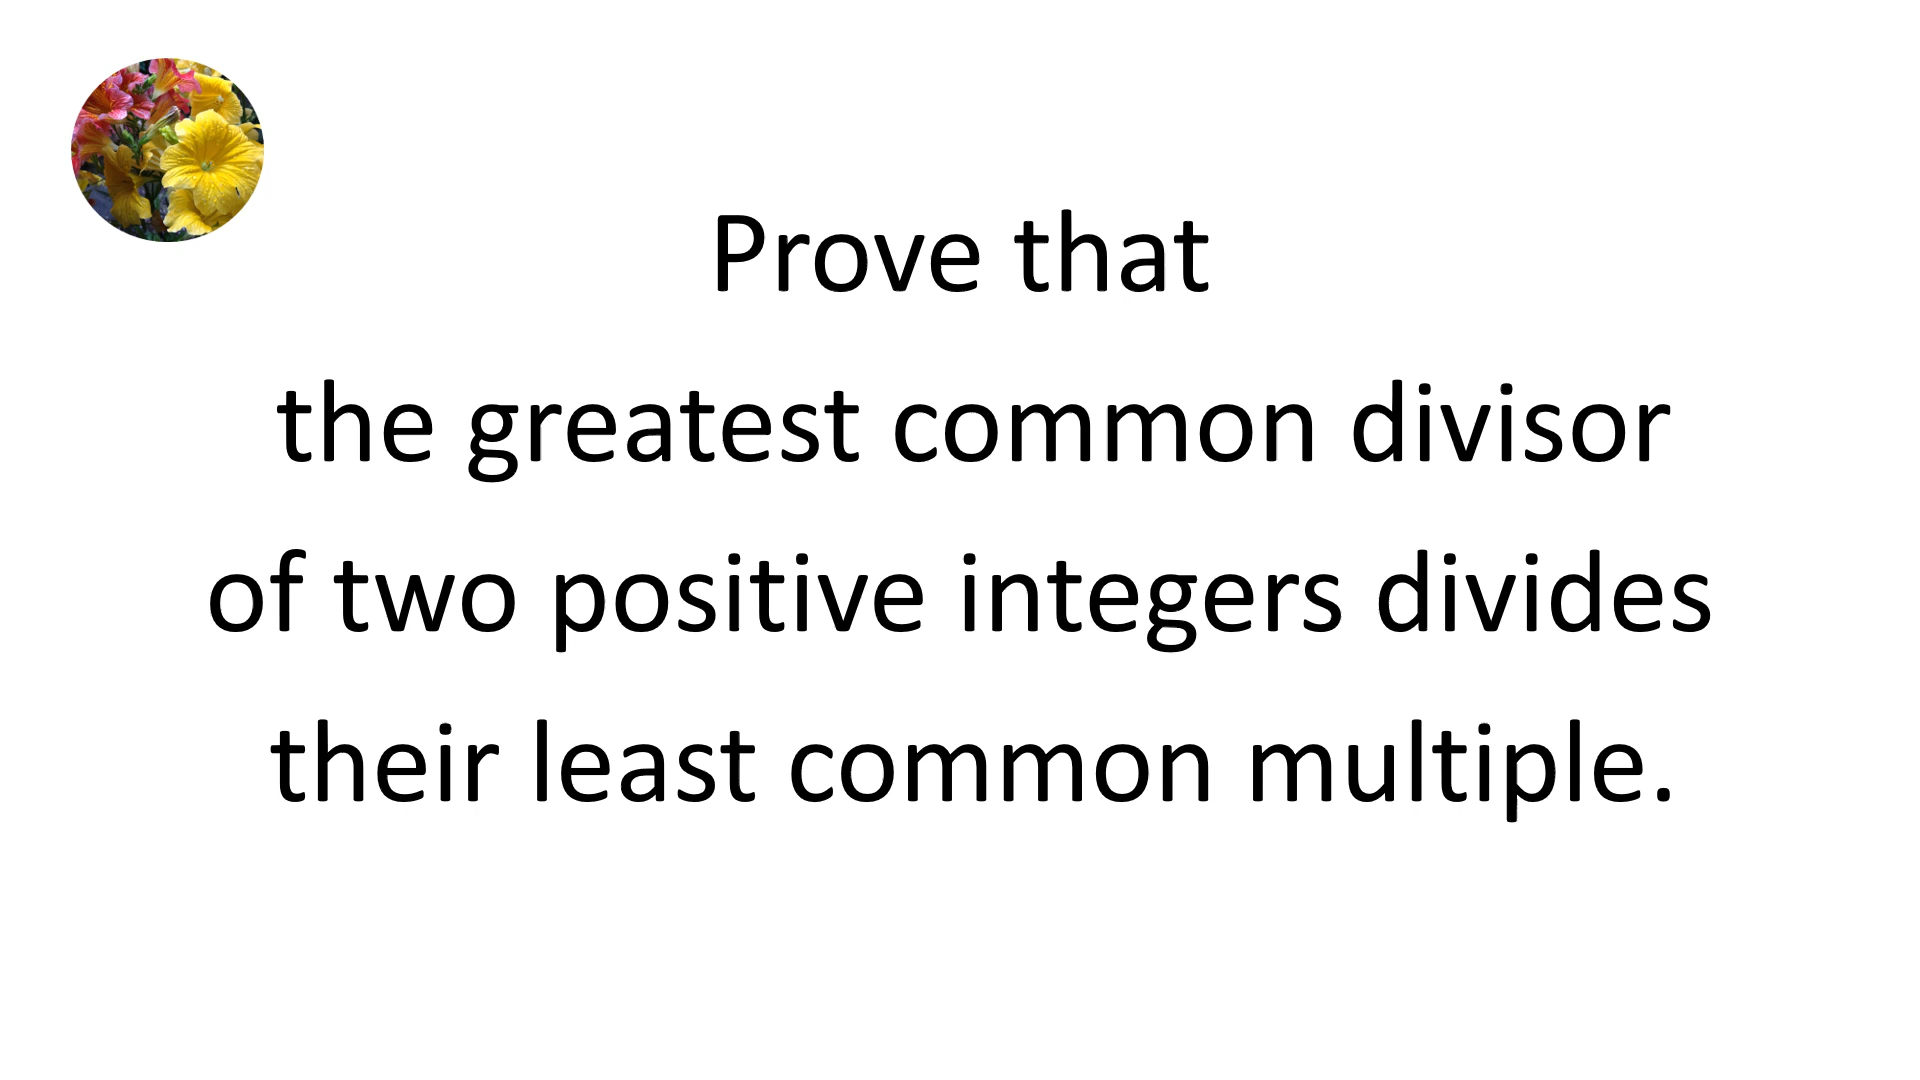 Prove that
the greatest common divisor
of two positive integers divides
their least common multiple.